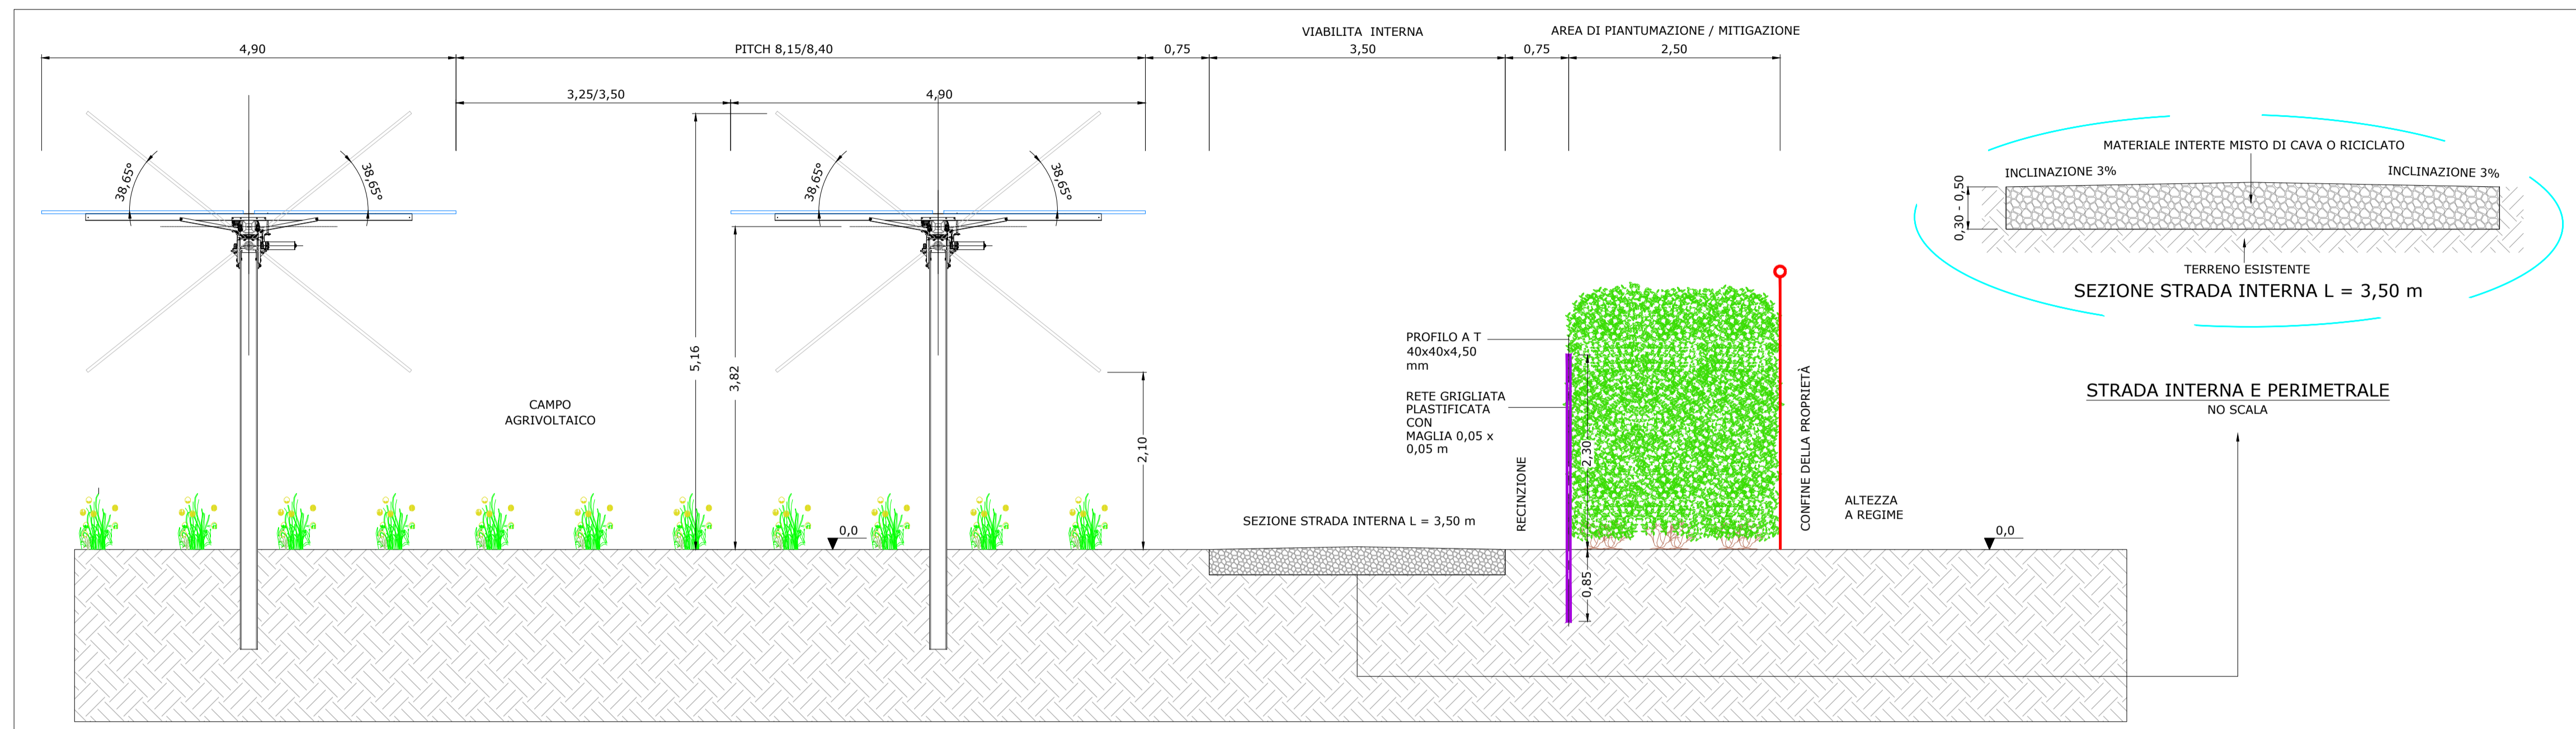 VIABILITA INTERNA
AREA DI PIANTUMAZIONE / MITIGAZIONE
4,90
PITCH 8,15/8,40
0,75
3,50
0,75
2,50
3,25/3,50
4,90
38,65°
38,65°
38,65°
38,65°
5,16
3,82
2,10
CAMPO
AGRIVOLTAICO
0,0
SEZIONE STRADA INTERNA L = 3,50 m
PROFILO A T
40x40x4,50
mm
RETE GRIGLIATA
PLASTIFICATA
CON
MAGLIA 0,05 x
0,05 m
RECINZIONE
2,30
0,85
CONFINE DELLA PROPRIETÀ
ALTEZZA
A REGIME
0,0
MATERIALE INTERTE MISTO DI CAVA O RICICLATO
INCLINAZIONE 3%
INCLINAZIONE 3%
0,30 - 0,50
TERRENO ESISTENTE
SEZIONE STRADA INTERNA L = 3,50 m
STRADA INTERNA E PERIMETRALE
NO SCALA